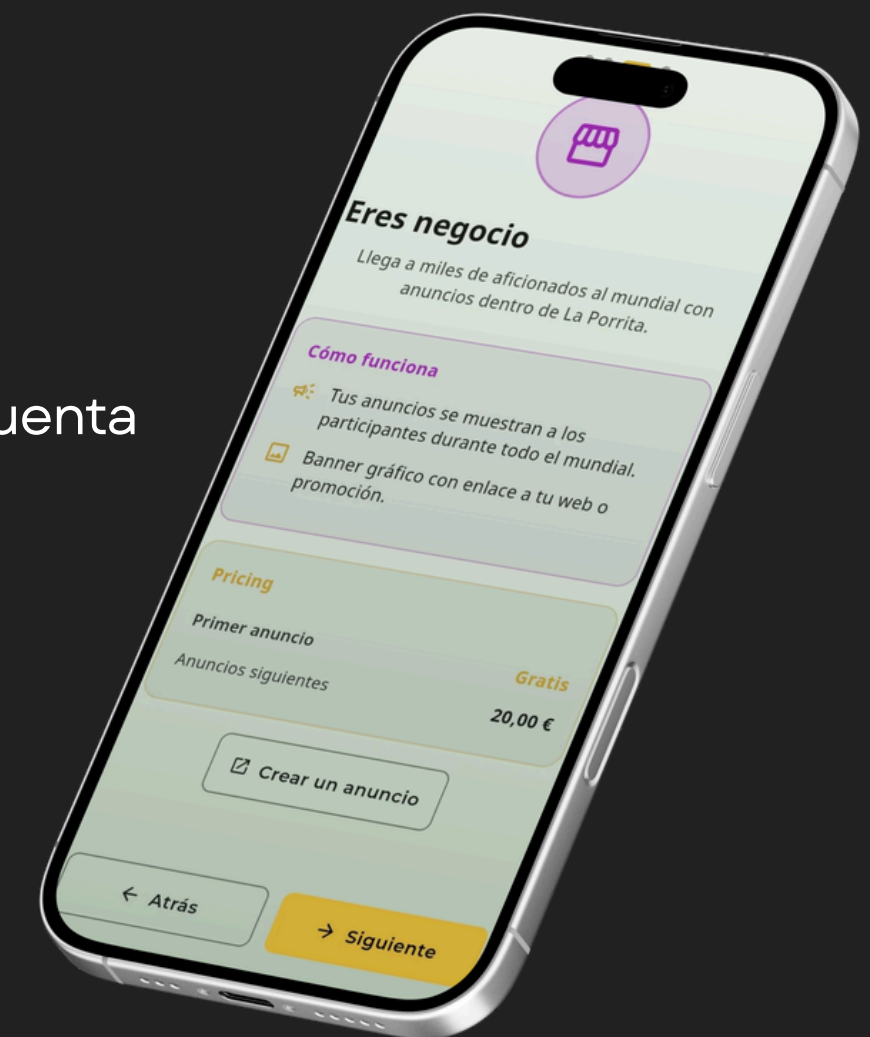 Eres negocio
Llega a miles de aficionados al mundial con
anuncios dentro de La Porrita.
uenta
Cómo funciona
Tus anuncios se muestran a los
participantes durante todo el mundial.
Banner gráfico con enlace a tu web o
promoción.
Pricing
Primer anuncio
Gratis
Anuncios siguientes
20,00 €
Crear un anuncio
← Atrás
→ Siguiente